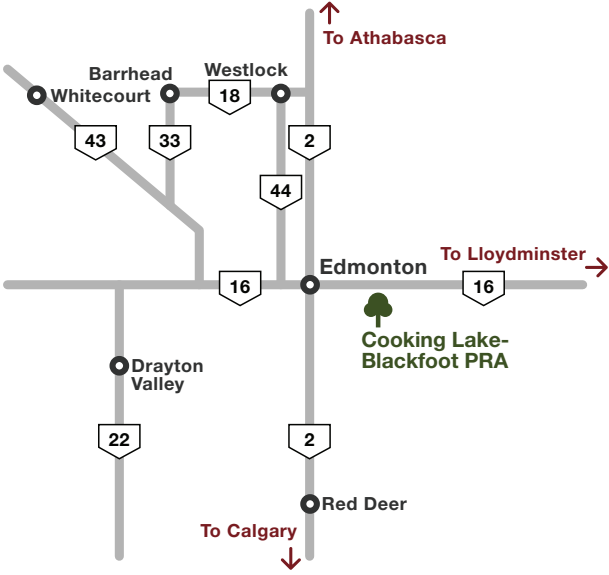 To Athabasca
Barrhead
Westlock
Whitecourt
18
43
33
2
44
To Lloydminster
Edmonton
16
16
Cooking Lake-
Blackfoot PRA
Drayton
Valley
22
2
Red Deer
To Calgary